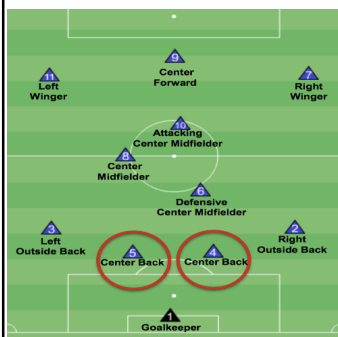 9
Center
Forward
11
Left
Winger
7
Right
Winger
10
Attacking
Center Midfielder
8
Center
Midfielder
6
Defensive
Center Midfielder
3
Left
Outside Back
2
Right
Outside Back
5
Center Back
4
Center Back
1
Goalkeeper